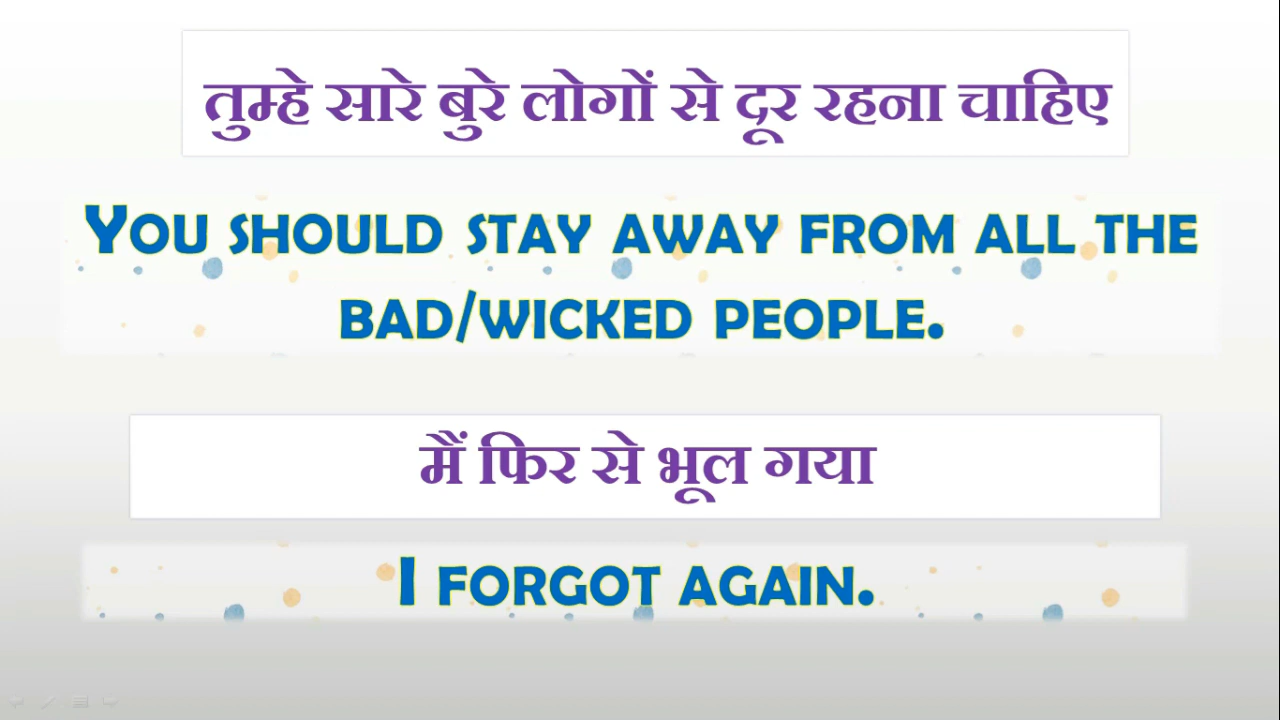 तुम्हे सारे बुरे लोगों से दूर रहना चाहिए
YOU SHOULD STAY AWAY FROM ALL THE
BAD/WICKED PEOPLE.
मैं फिर से भूल गया
I FORGOT AGAIN.